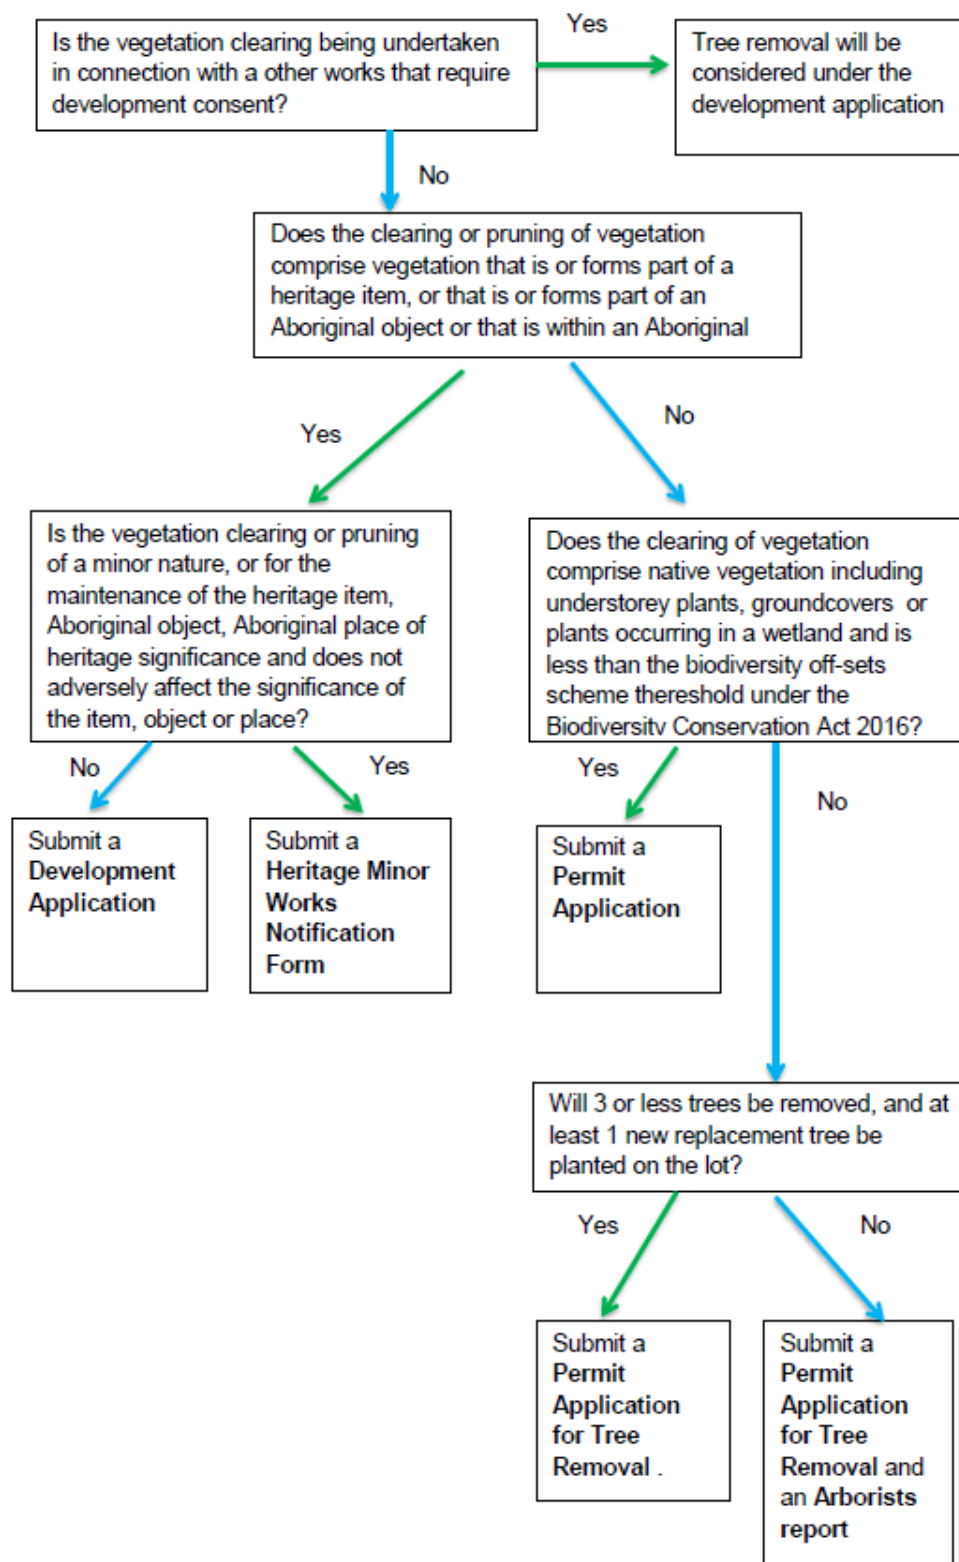 Is the vegetation clearing being undertaken
in connection with a other works that require
development consent?
Yes
Tree removal will be
considered under the
development application
No
Does the clearing or pruning of vegetation
comprise vegetation that is or forms part of a
heritage item, or that is or forms part of an
Aboriginal object or that is within an Aboriginal
Yes
No
Is the vegetation clearing or pruning
of a minor nature, or for the
maintenance of the heritage item,
Aboriginal object, Aboriginal place of
heritage significance and does not
adversely affect the significance of
the item, object or place?
Does the clearing of vegetation
comprise native vegetation including
understorey plants, groundcovers or
plants occurring in a wetland and is
less than the biodiversity off-sets
scheme thereshold under the
Biodiversity Conservation Act 2016?
No
Yes
Yes
No
Submit a
Development
Application
Submit a
Heritage Minor
Works
Notification
Form
Submit a
Permit
Application
Will 3 or less trees be removed, and at
least 1 new replacement tree be
planted on the lot?
Yes
No
Submit a
Permit
Application
for Tree
Removal .
Submit a
Permit
Application
for Tree
Removal and
an Arborists
report